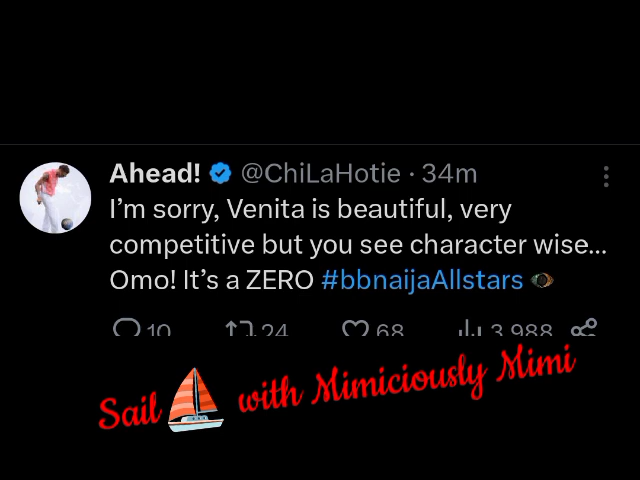 Ahead! @ChiLaHotie · 34m
I'm sorry, Venita is beautiful, very
competitive but you see character wise...
Omo! It's a ZERO #bbnaijaAllstars
10 24 68 3,988
Sail with Mimiciously Mimi